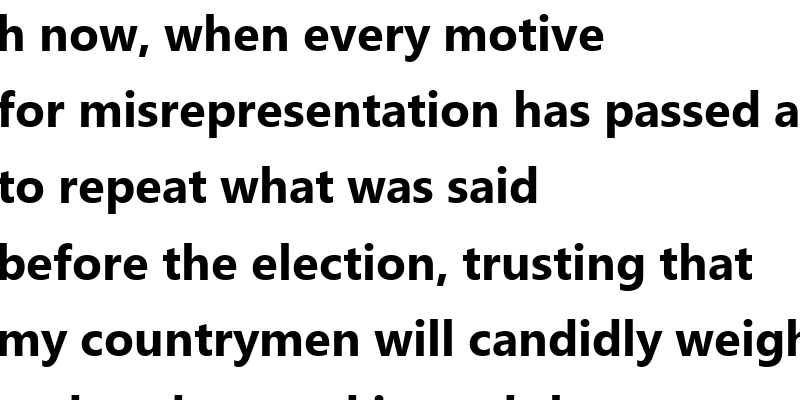 h now, when every motive
for misrepresentation has passed a
to repeat what was said
before the election, trusting that
my countrymen will candidly weigh